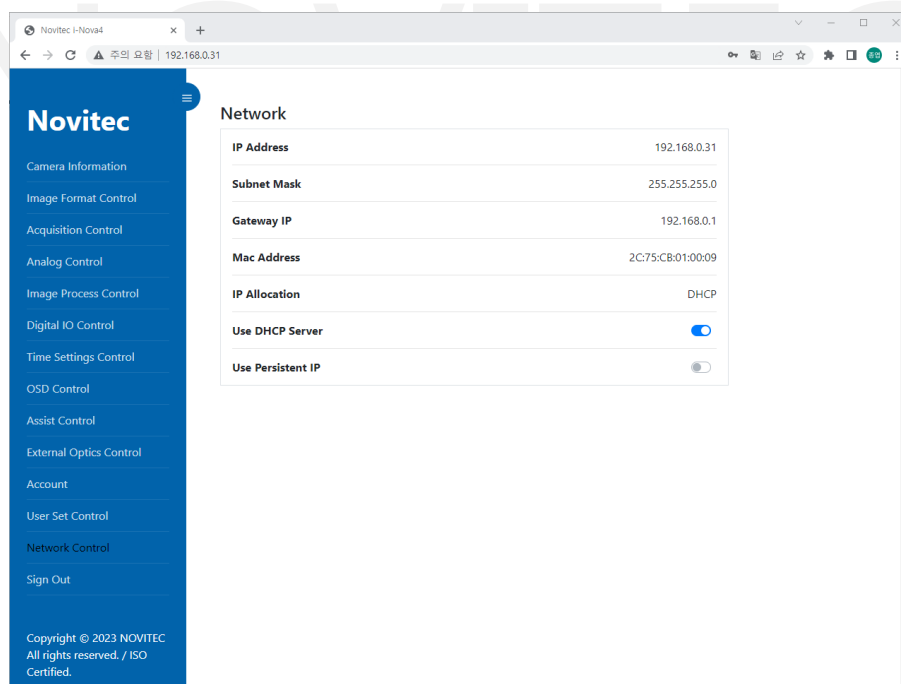 Novitec i-Nova4
주의 요함 192.168.0.31
종엽
Novitec
Camera Information
Image Format Control
Acquisition Control
Analog Control
Image Process Control
Digital IO Control
Time Settings Control
OSD Control
Assist Control
External Optics Control
Account
User Set Control
Network Control
Sign Out
Copyright © 2023 NOVITEC
All rights reserved. / ISO
Certified.
Network
IP Address 192.168.0.31
Subnet Mask 255.255.255.0
Gateway IP 192.168.0.1
Mac Address 2C:75:CB:01:00:09
IP Allocation DHCP
Use DHCP Server
Use Persistent IP